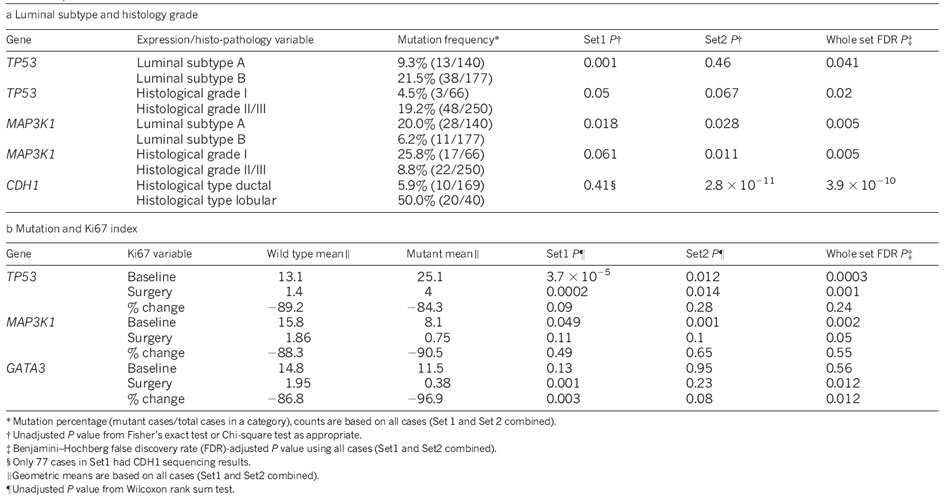 a Luminal subtype and histology grade
Gene Expression/histo-pathology variable Mutation frequency* Set1 P† Set2 P† Whole set FDR P‡
TP53 Luminal subtype A 9.3% (13/140) 0.001 0.46 0.041
Luminal subtype B 21.5% (38/177)
TP53 Histological grade I 4.5% (3/66) 0.05 0.067 0.02
Histological grade II/III 19.2% (48/250)
MAP3K1 Luminal subtype A 20.0% (28/140) 0.018 0.028 0.005
Luminal subtype B 6.2% (11/177)
MAP3K1 Histological grade I 25.8% (17/66) 0.061 0.011 0.005
Histological grade II/III 8.8% (22/250)
CDH1 Histological type ductal 5.9% (10/169) 0.41§ 2.8 × 10−11 3.9 × 10−10
Histological type lobular 50.0% (20/40)
b Mutation and Ki67 index
Gene Ki67 variable Wild type mean‖ Mutant mean‖ Set1 P¶ Set2 P¶ Whole set FDR P‡
TP53 Baseline 13.1 25.1 3.7 × 10−5 0.012 0.0003
Surgery 1.4 4 0.0002 0.014 0.001
% change −89.2 −84.3 0.09 0.28 0.24
MAP3K1 Baseline 15.8 8.1 0.049 0.001 0.002
Surgery 1.86 0.75 0.11 0.1 0.05
% change −88.3 −90.5 0.49 0.65 0.55
GATA3 Baseline 14.8 11.5 0.13 0.95 0.56
Surgery 1.95 0.38 0.001 0.23 0.012
% change −86.8 −96.9 0.003 0.08 0.012
* Mutation percentage (mutant cases/total cases in a category), counts are based on all cases (Set 1 and Set 2 combined).
† Unadjusted P value from Fisher's exact test or Chi-square test as appropriate.
‡ Benjamini–Hochberg false discovery rate (FDR)-adjusted P value using all cases (Set1 and Set2 combined).
§ Only 77 cases in Set1 had CDH1 sequencing results.
‖ Geometric means are based on all cases (Set1 and Set2 combined).
¶ Unadjusted P value from Wilcoxon rank sum test.